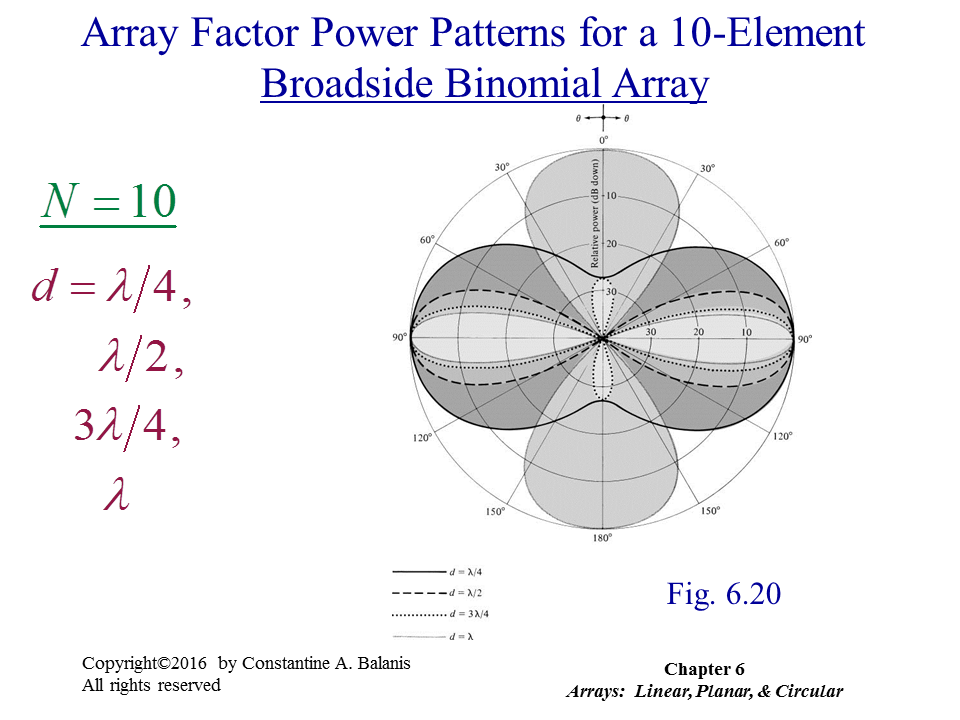 Array Factor Power Patterns for a 10-Element
Broadside Binomial Array
N = 10
d = λ/4,
λ/2,
3λ/4,
λ
θ θ
0°
30° 30°
60° 60°
90° 90°
120° 120°
150° 150°
180°
Relative power (dB down)
10
20
30
30 20 10
d = λ/4
d = λ/2
d = 3λ/4
d = λ
Fig. 6.20
Copyright©2016 by Constantine A. Balanis
All rights reserved
Chapter 6
Arrays: Linear, Planar, & Circular